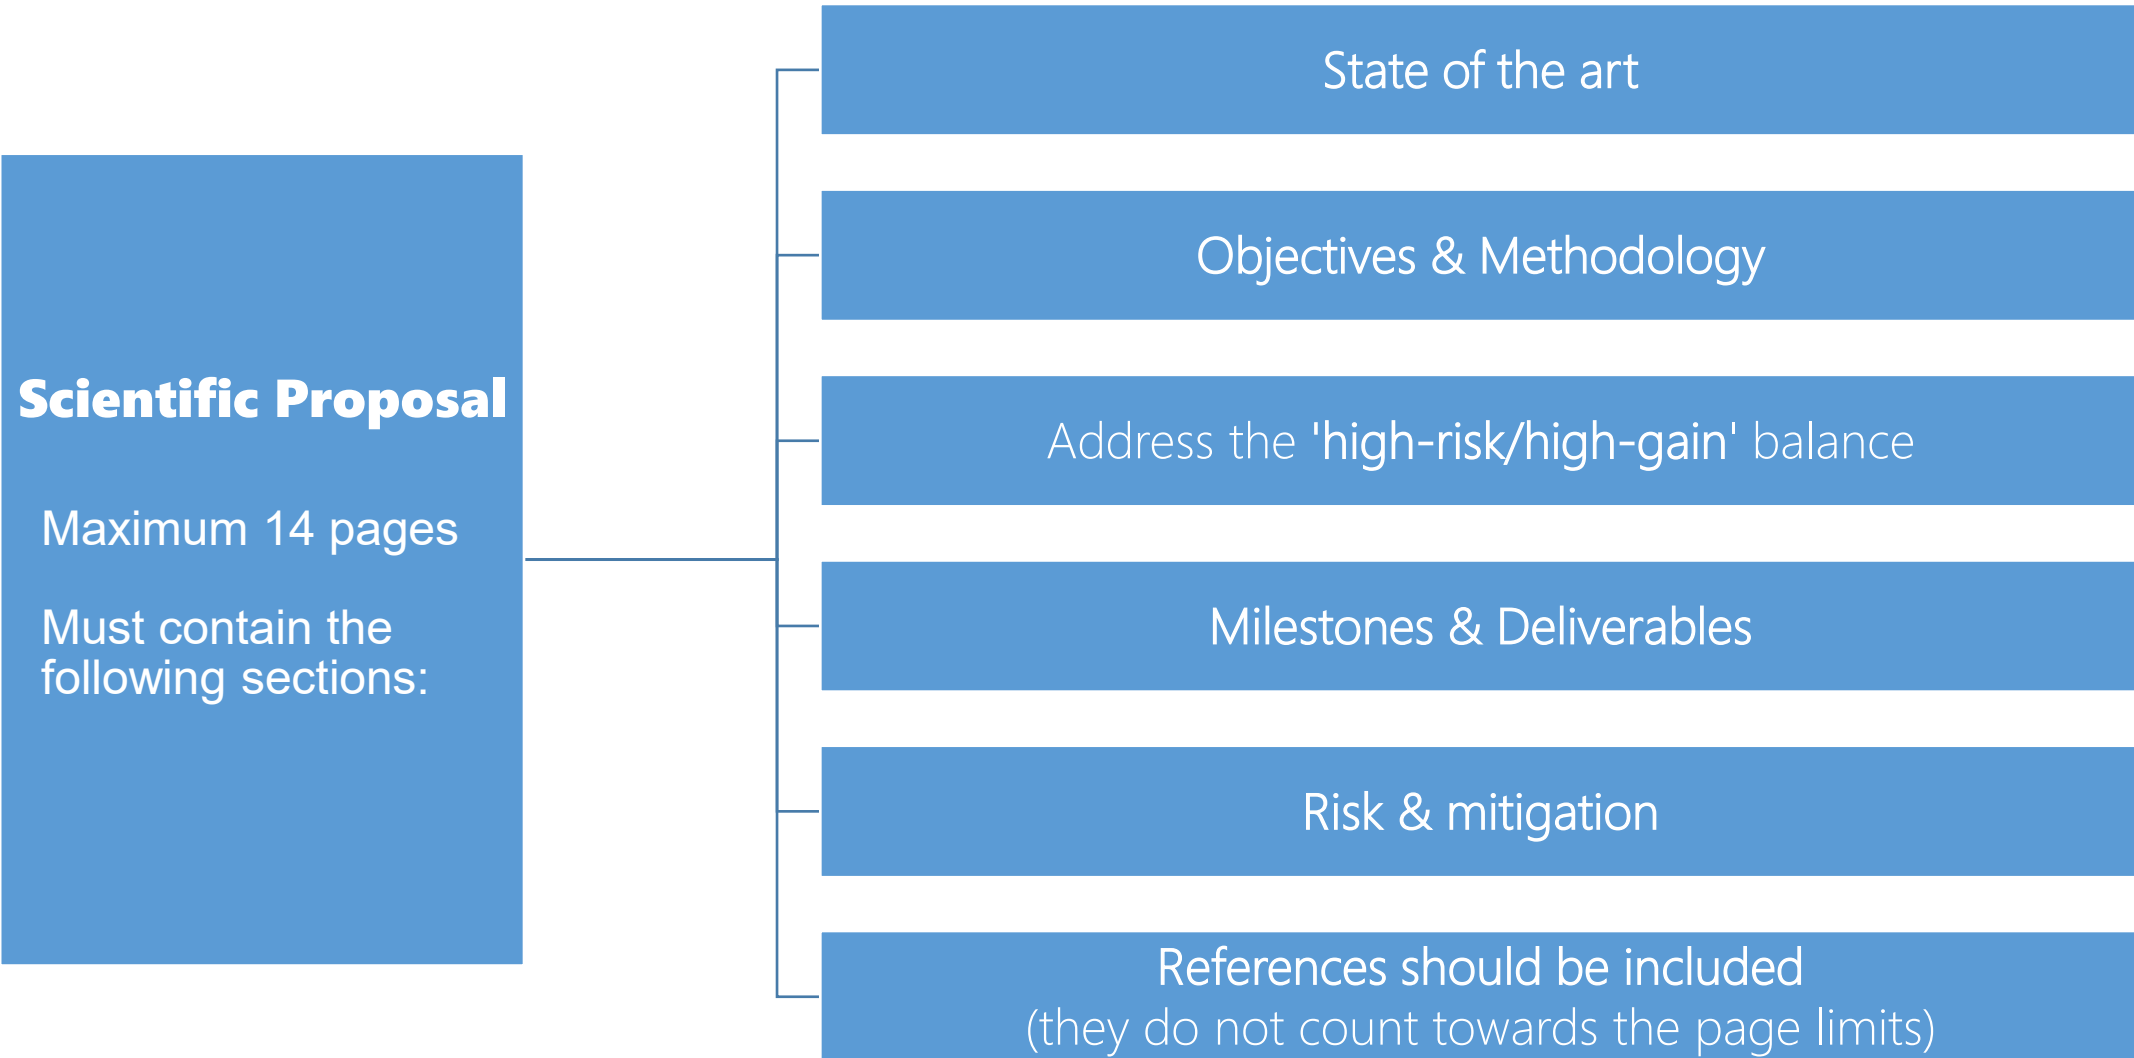 Scientific Proposal
Maximum 14 pages
Must contain the
following sections:
State of the art
Objectives & Methodology
Address the 'high-risk/high-gain' balance
Milestones & Deliverables
Risk & mitigation
References should be included
(they do not count towards the page limits)